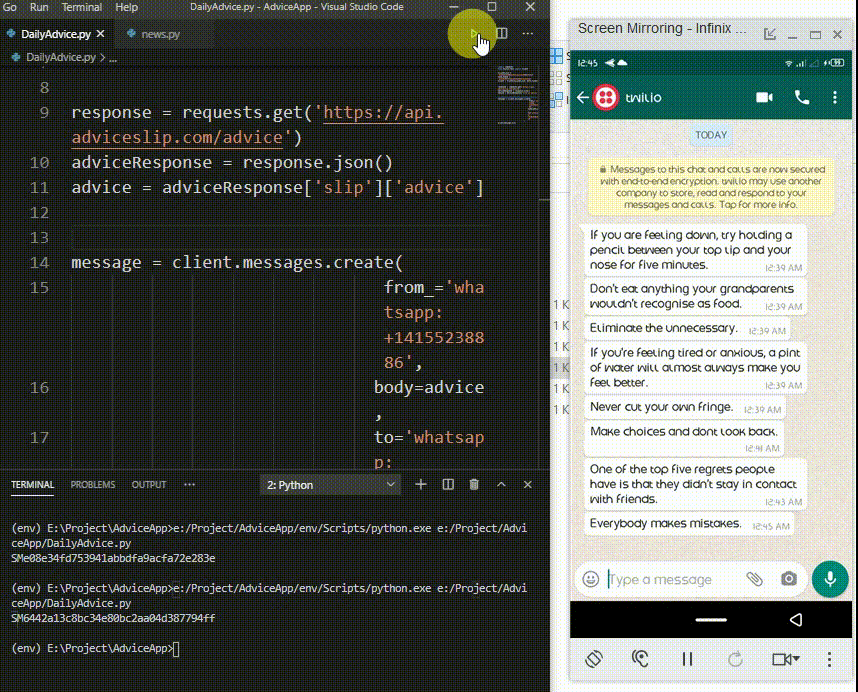 Go Run Terminal Help DailyAdvice.py - AdviceApp - Visual Studio Code
DailyAdvice.py news.py
DailyAdvice.py > ...
8
9 response = requests.get('https://api.
adviceslip.com/advice')
10 adviceResponse = response.json()
11 advice = adviceResponse['slip']['advice']
12
13
14 message = client.messages.create(
15 from_='wha
tsapp:
+141552388
86',
16 body=advice
,
17 to='whatsap
p:
TERMINAL PROBLEMS OUTPUT ... 2: Python
(env) E:\Project\AdviceApp>e:/Project/AdviceApp/env/Scripts/python.exe e:/Project/Advi
ceApp/DailyAdvice.py
SMe08e34fd753941abbdfa9acfa72e283e
(env) E:\Project\AdviceApp>e:/Project/AdviceApp/env/Scripts/python.exe e:/Project/Advi
ceApp/DailyAdvice.py
SM6442a13c8bc34e80bc2aa04d387794ff
(env) E:\Project\AdviceApp>
1 K
1 K
1 K
1 K
1 K
Screen Mirroring - Infinix ...
12:45
twilio
TODAY
Messages to this chat and calls are now secured
with end-to-end encryption. twilio may use another
company to store, read and respond to your
messages and calls. Tap for more info.
If you are feeling down, try holding a
pencil between your top lip and your
nose for five minutes. 12:39 AM
Don't eat anything your grandparents
wouldn't recognise as food. 12:39 AM
Eliminate the unnecessary. 12:39 AM
If you're feeling tired or anxious, a pint
of water will almost always make you
feel better. 12:39 AM
Never cut your own fringe. 12:39 AM
Make choices and dont look back.
12:41 AM
One of the top five regrets people
have is that they didn't stay in contact
with friends. 12:43 AM
Everybody makes mistakes. 12:45 AM
Type a message